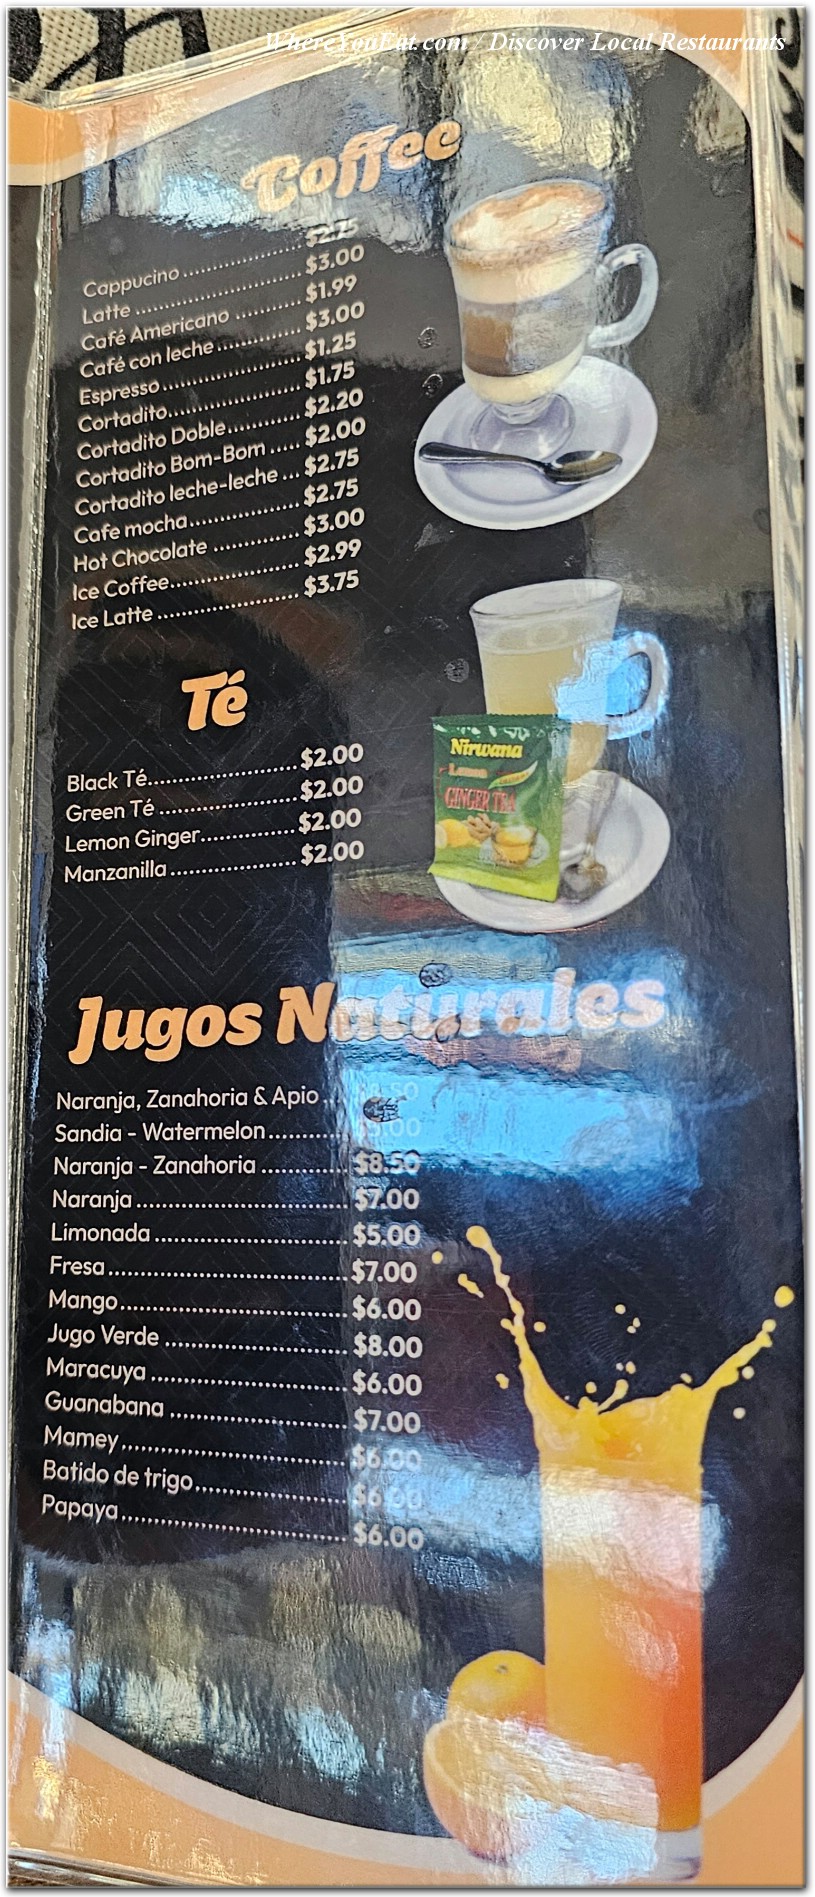 WhereYouEat.com / Discover Local Restaurants
Coffee
Cappucino ........................ $2.75
Latte ............................ $3.00
Café Americano .......... $1.99
Café con leche ............ $3.00
Espresso ...................... $1.25
Cortadito ..................... $1.75
Cortadito Doble ............ $2.20
Cortadito Bom-Bom ..... $2.00
Cortadito leche-leche ... $2.75
Cafe mocha .................. $2.75
Hot Chocolate ............. $3.00
Ice Coffee .................... $2.99
Ice Latte ...................... $3.75
Té
Nirwana
Lemon
GINGER TEA
Black Té ....................... $2.00
Green Té ..................... $2.00
Lemon Ginger ............... $2.00
Manzanilla ................... $2.00
Jugos Naturales
Naranja, Zanahoria & Apio ...
Sandia - Watermelon ............
Naranja - Zanahoria ............. $8.50
Naranja ................................ $7.00
Limonada ............................. $5.00
Fresa .................................... $7.00
Mango .................................. $6.00
Jugo Verde ........................... $8.00
Maracuya ............................. $6.00
Guanabana .......................... $7.00
Mamey .................................. $6.00
Batido de trigo ...................... $6.00
Papaya ................................. $6.00